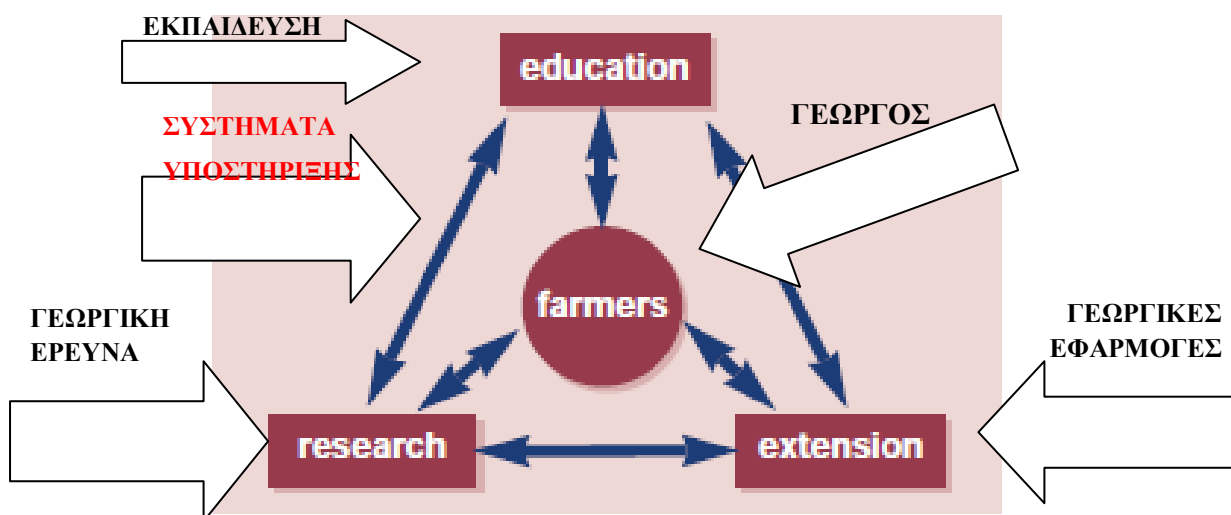 ΕΚΠΑΙΔΕΥΣΗ
education
ΣΥΣΤΗΜΑΤΑ
ΥΠΟΣΤΗΡΙΞΗΣ
ΓΕΩΡΓΟΣ
farmers
ΓΕΩΡΓΙΚΗ
ΕΡΕΥΝΑ
ΓΕΩΡΓΙΚΕΣ
ΕΦΑΡΜΟΓΕΣ
research
extension